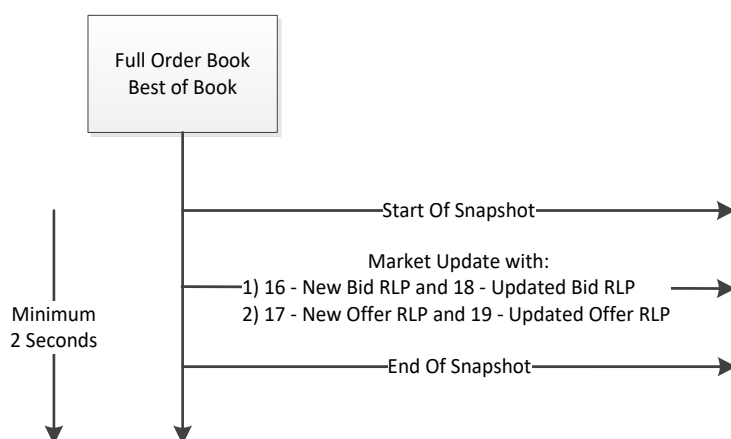 Full Order Book
Best of Book
Start Of Snapshot
Market Update with:
1) 16 - New Bid RLP and 18 - Updated Bid RLP
2) 17 - New Offer RLP and 19 - Updated Offer RLP
Minimum
2 Seconds
End Of Snapshot